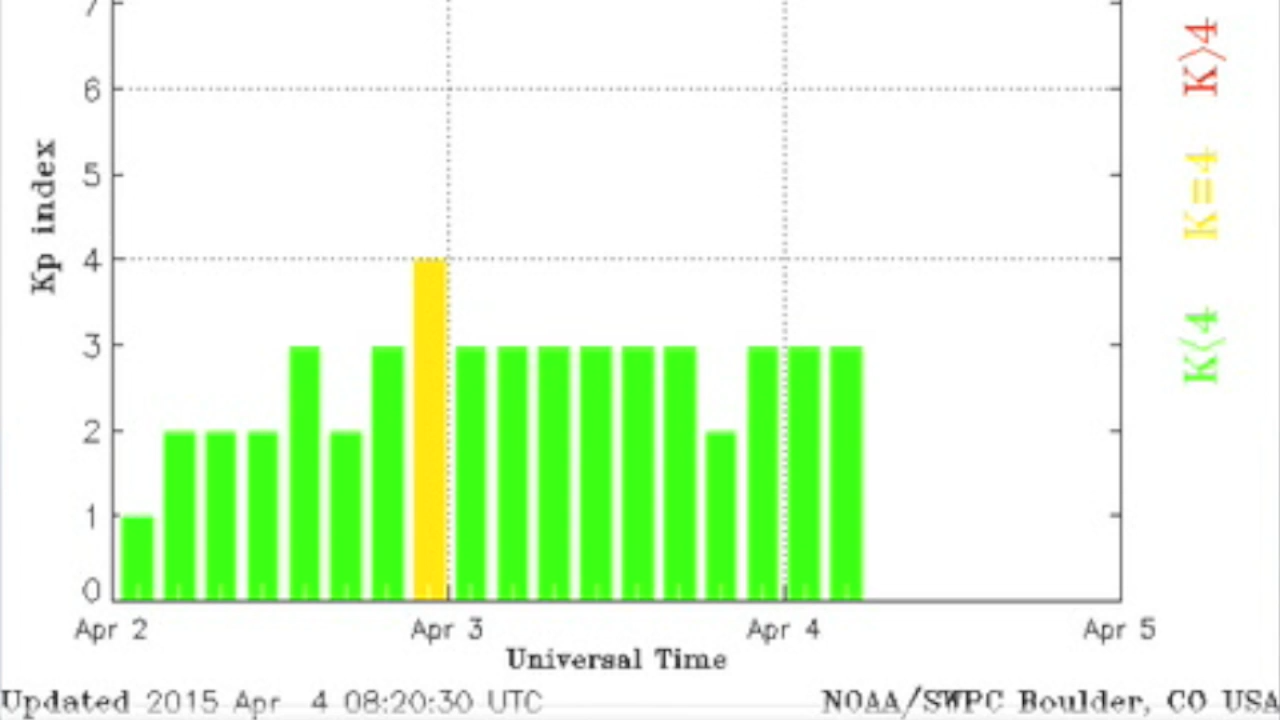 7
6
5
4
3
2
1
0
Kp index
Apr 2 Apr 3 Apr 4 Apr 5
Universal Time
Updated 2015 Apr 4 08:20:30 UTC NOAA/SWPC Boulder, CO USA
K>4
K=4
K<4